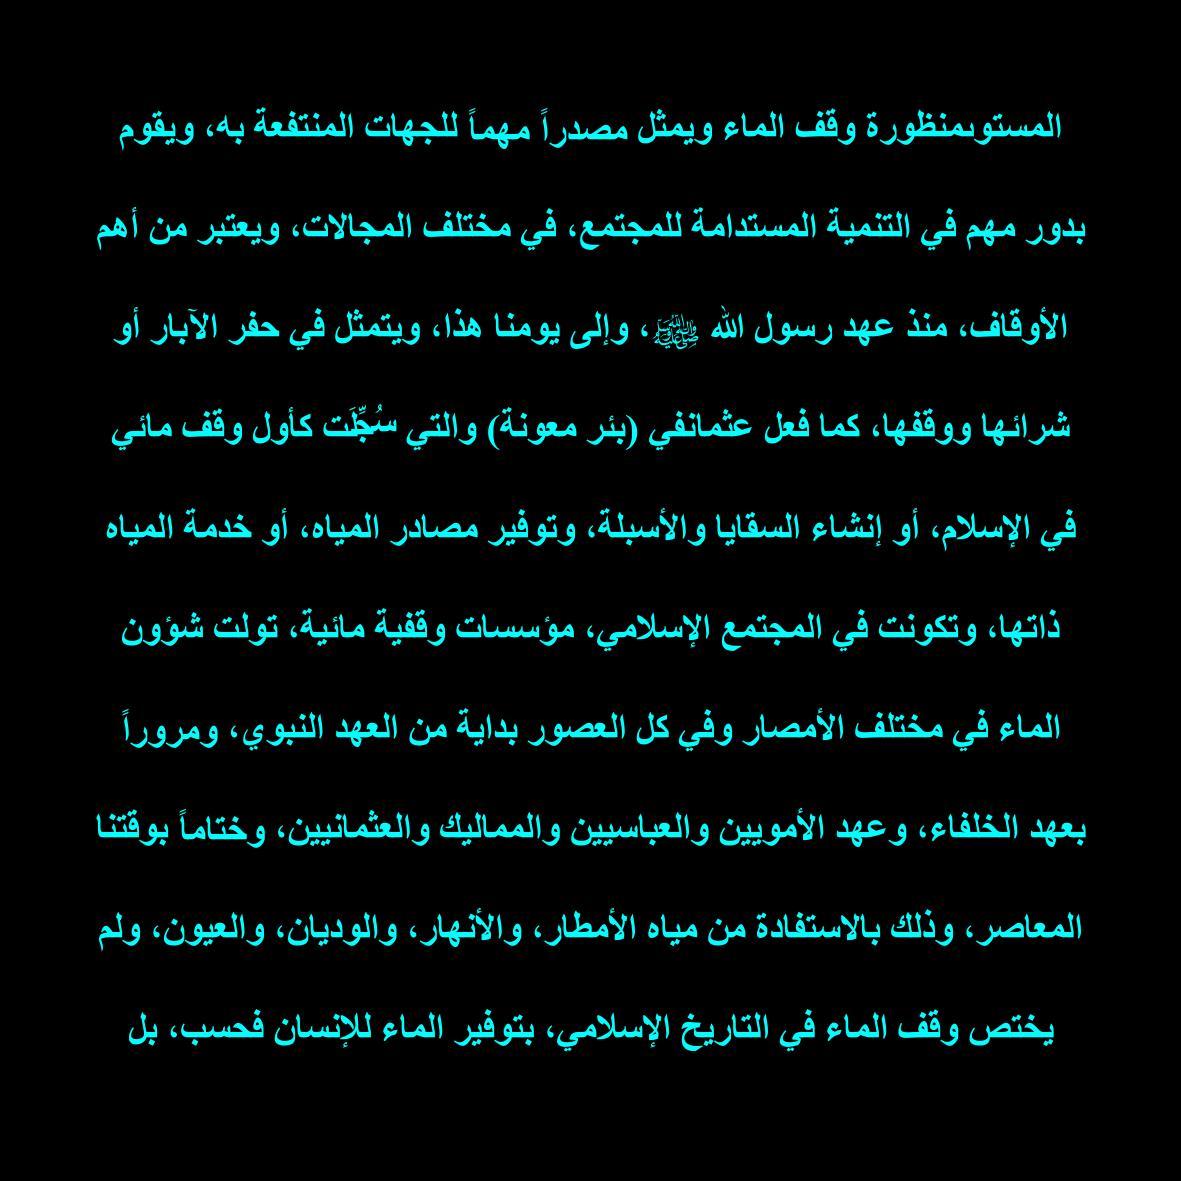 المستوىمنظورة وقف الماء ويمثل مصدراً مهماً للجهات المنتفعة به، ويقوم
بدور مهم في التنمية المستدامة للمجتمع، في مختلف المجالات، ويعتبر من أهم
الأوقاف، منذ عهد رسول الله ﷺ، وإلى يومنا هذا، ويتمثل في حفر الآبار أو
شرائها ووقفها، كما فعل عثمانفي (بئر معونة) والتي سُجِّلَت كأول وقف مائي
في الإسلام، أو إنشاء السقايا والأسبلة، وتوفير مصادر المياه، أو خدمة المياه
ذاتها، وتكونت في المجتمع الإسلامي، مؤسسات وقفية مائية، تولت شؤون
الماء في مختلف الأمصار وفي كل العصور بداية من العهد النبوي، ومروراً
بعهد الخلفاء، وعهد الأمويين والعباسيين والمماليك والعثمانيين، وختاماً بوقتنا
المعاصر، وذلك بالاستفادة من مياه الأمطار، والأنهار، والوديان، والعيون، ولم
يختص وقف الماء في التاريخ الإسلامي، بتوفير الماء للإنسان فحسب، بل